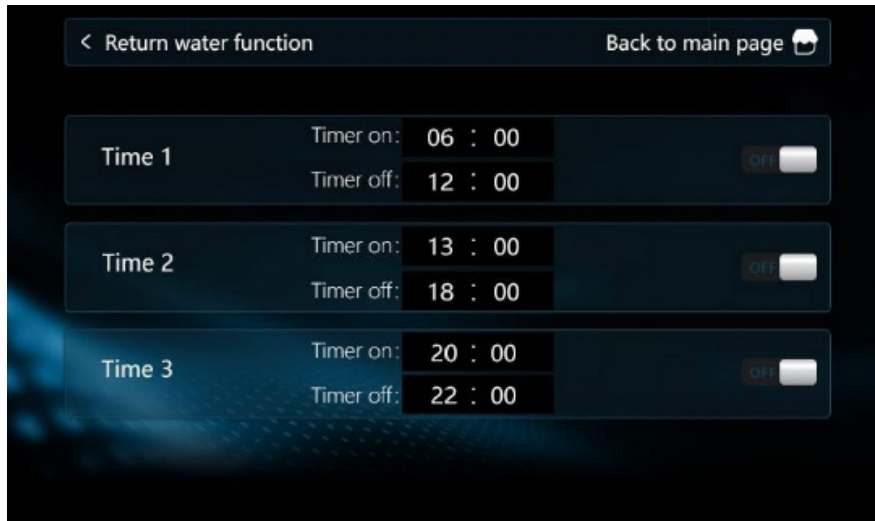 < Return water function Back to main page
Timer on: 06 : 00
Time 1 OFF
Timer off: 12 : 00
Timer on: 13 : 00
Time 2 OFF
Timer off: 18 : 00
Timer on: 20 : 00
Time 3 OFF
Timer off: 22 : 00